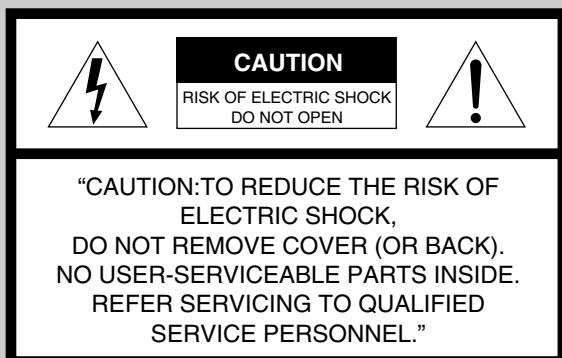 CAUTION
RISK OF ELECTRIC SHOCK
DO NOT OPEN
“CAUTION:TO REDUCE THE RISK OF
ELECTRIC SHOCK,
DO NOT REMOVE COVER (OR BACK).
NO USER-SERVICEABLE PARTS INSIDE.
REFER SERVICING TO QUALIFIED
SERVICE PERSONNEL.”